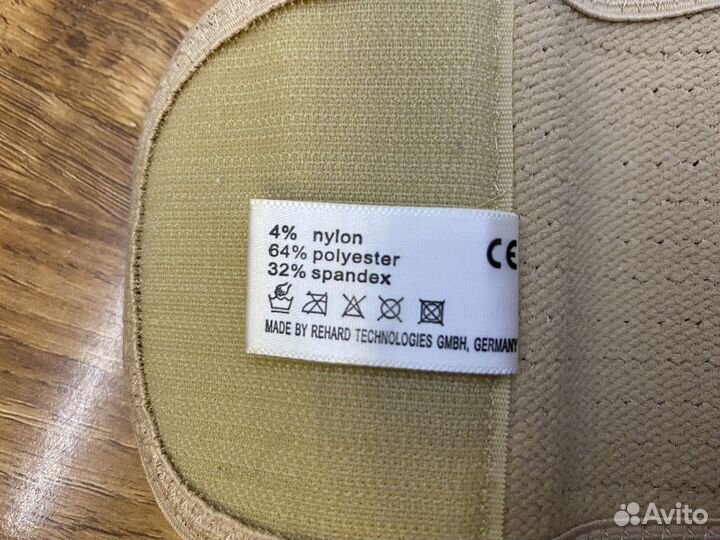 4% nylon
64% polyester
32% spandex
CE
MADE BY REHARD TECHNOLOGIES GMBH, GERMANY
Avito